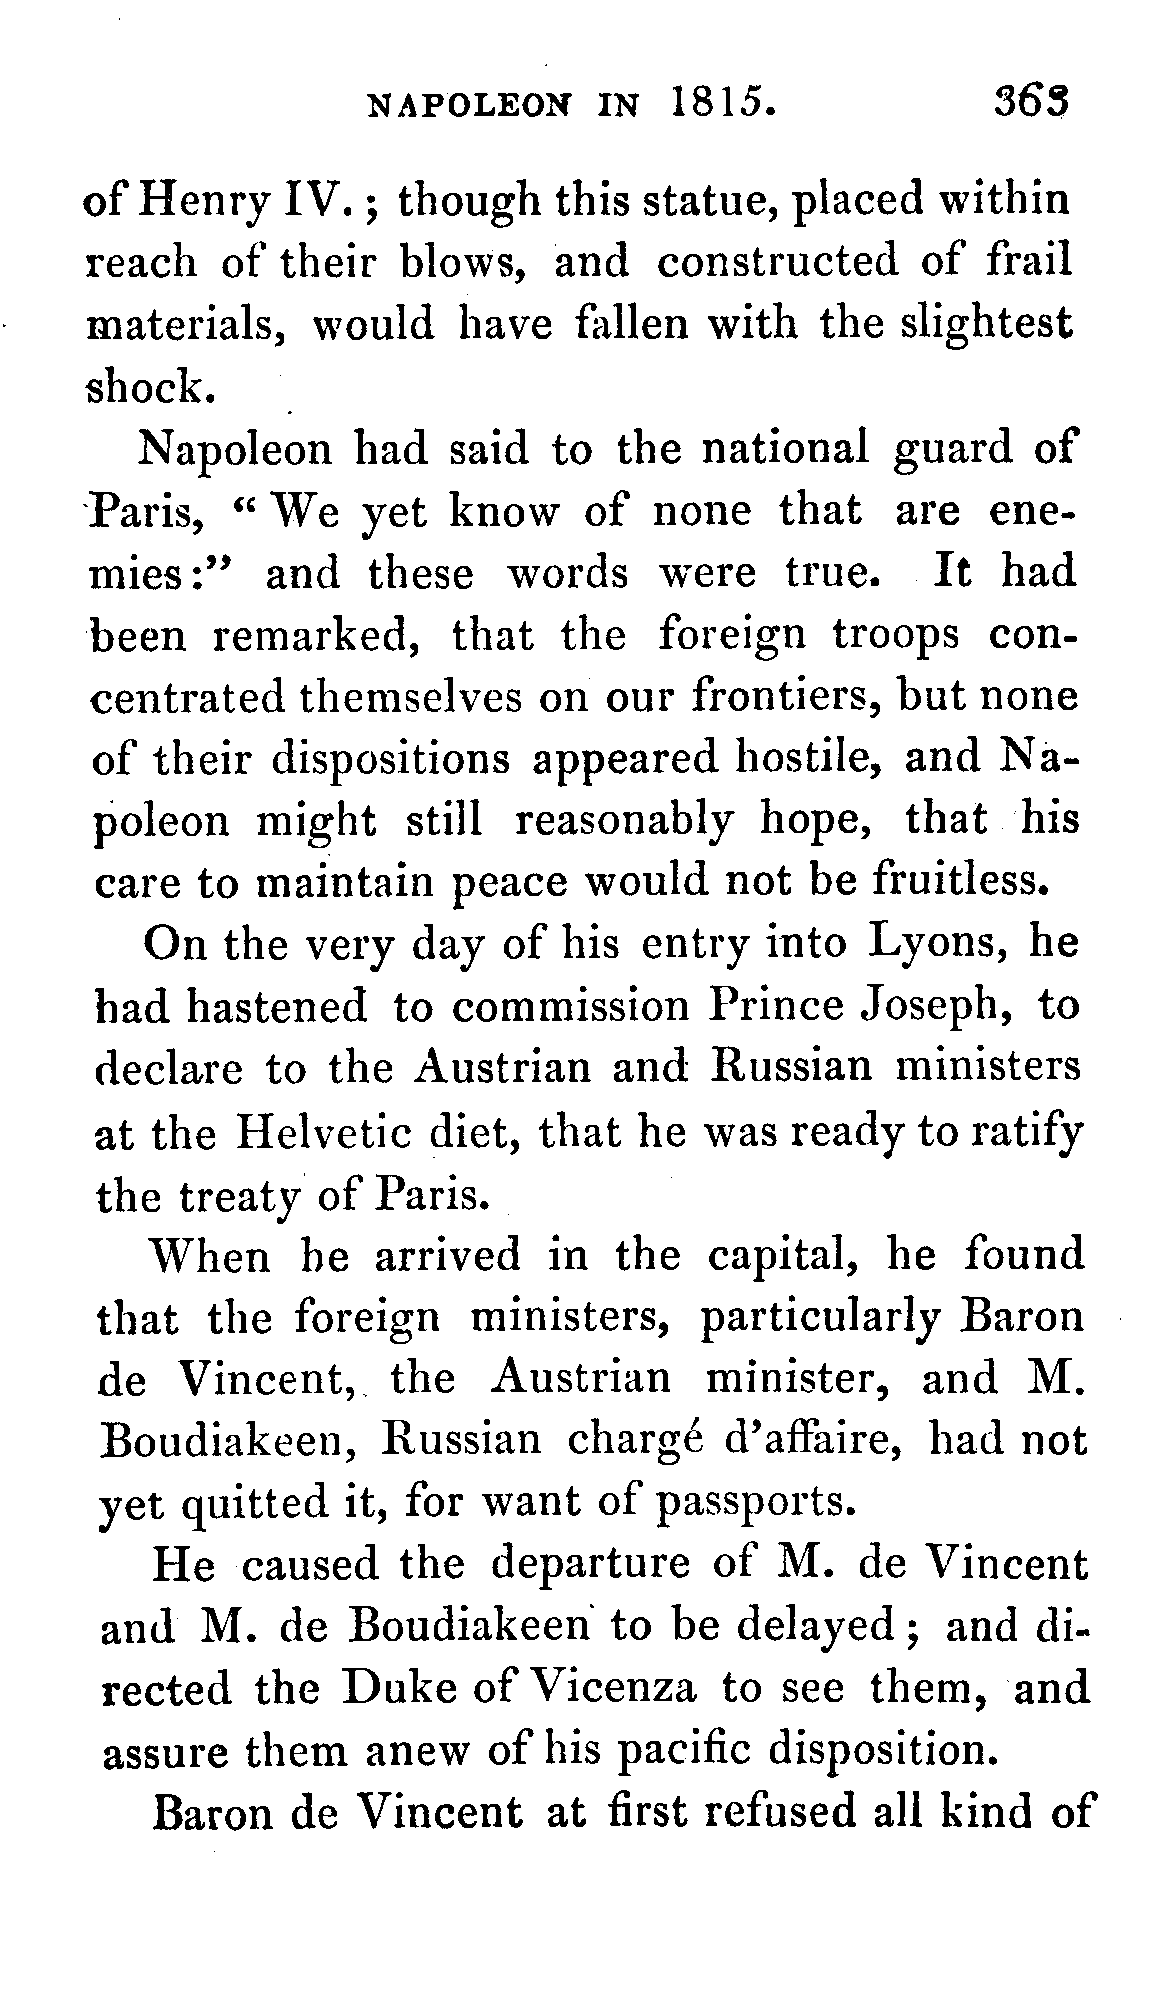 NAPOLEON IN 1815. 363
of Henry IV. ; though this statue, placed within
reach of their blows, and constructed of frail
materials, would have fallen with the slightest
shock.
Napoleon had said to the national guard of
Paris, “ We yet know of none that are ene-
mies :” and these words were true. It had
been remarked, that the foreign troops con-
centrated themselves on our frontiers, but none
of their dispositions appeared hostile, and Na-
poleon might still reasonably hope, that his
care to maintain peace would not be fruitless.
On the very day of his entry into Lyons, he
had hastened to commission Prince Joseph, to
declare to the Austrian and Russian ministers
at the Helvetic diet, that he was ready to ratify
the treaty of Paris.
When he arrived in the capital, he found
that the foreign ministers, particularly Baron
de Vincent, the Austrian minister, and M.
Boudiakeen, Russian chargé d’affaire, had not
yet quitted it, for want of passports.
He caused the departure of M. de Vincent
and M. de Boudiakeen to be delayed ; and di-
rected the Duke of Vicenza to see them, and
assure them anew of his pacific disposition.
Baron de Vincent at first refused all kind of